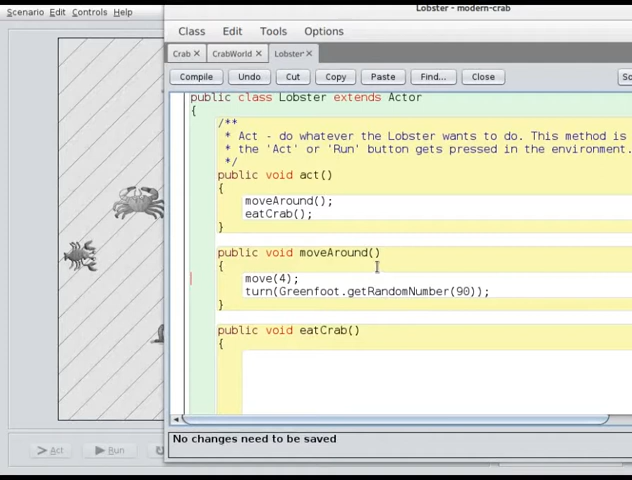 Scenario Edit Controls Help
Lobster - modern-crab
Class Edit Tools Options
Crab × CrabWorld × Lobster ×
Compile Undo Cut Copy Paste Find... Close
public class Lobster extends Actor
{
/**
* Act - do whatever the Lobster wants to do. This method is
* the 'Act' or 'Run' button gets pressed in the environment.
*/
public void act()
{
moveAround();
eatCrab();
}
public void moveAround()
{
move(4);
turn(Greenfoot.getRandomNumber(90));
}
public void eatCrab()
{
> Act Run
No changes need to be saved